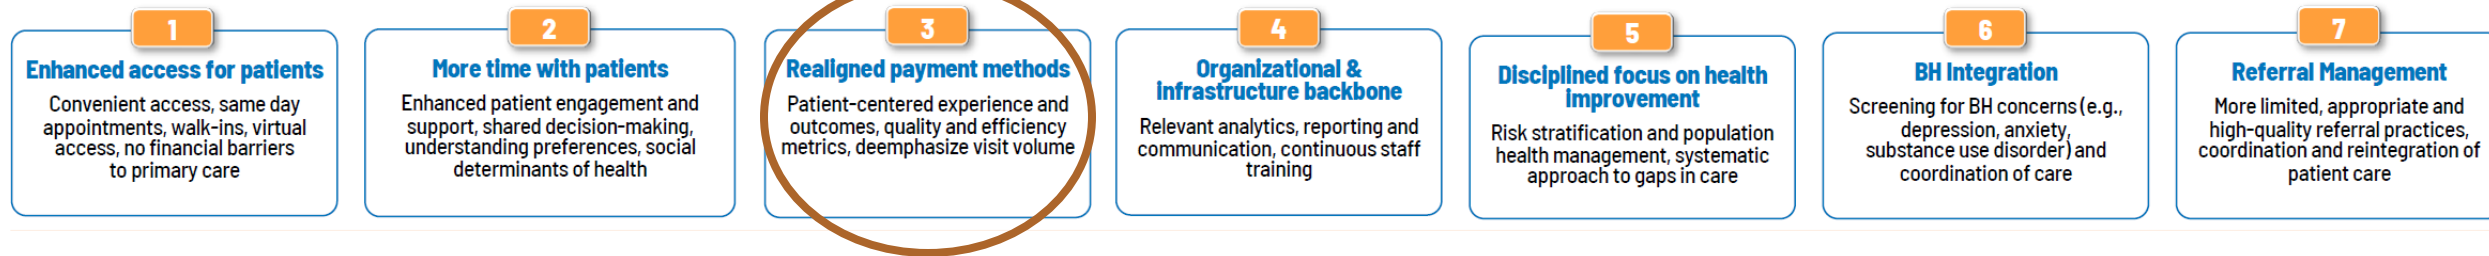 1
Enhanced access for patients
Convenient access, same day
appointments, walk-ins, virtual
access, no financial barriers
to primary care
2
More time with patients
Enhanced patient engagement and
support, shared decision-making,
understanding preferences, social
determinants of health
3
Realigned payment methods
Patient-centered experience and
outcomes, quality and efficiency
metrics, deemphasize visit volume
4
Organizational &
infrastructure backbone
Relevant analytics, reporting and
communication, continuous staff
training
5
Disciplined focus on health
improvement
Risk stratification and population
health management, systematic
approach to gaps in care
6
BH Integration
Screening for BH concerns (e.g.,
depression, anxiety,
substance use disorder) and
coordination of care
7
Referral Management
More limited, appropriate and
high-quality referral practices,
coordination and reintegration of
patient care